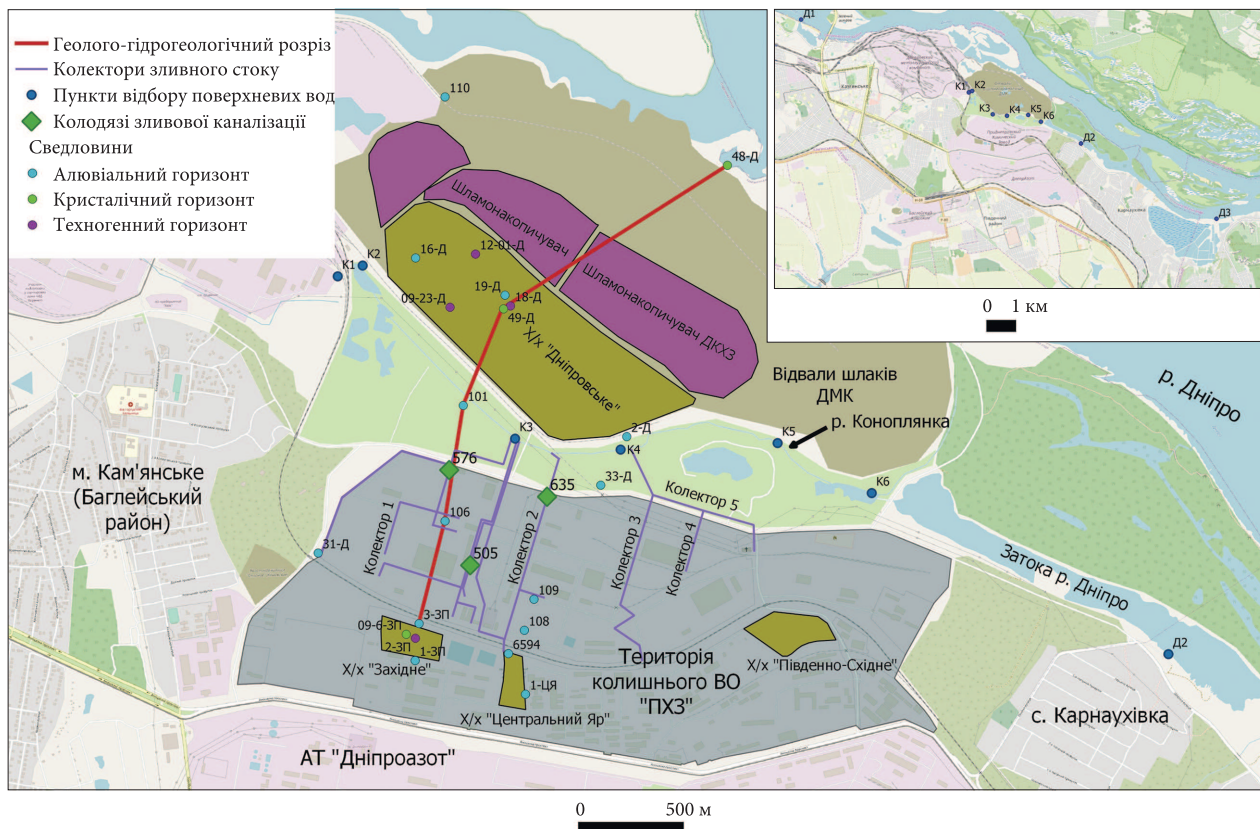 Геолого-гідрогеологічний розріз
Колектори зливного стоку
Пункти відбору поверхневих вод
Колодязі зливової каналізації
Сведловини
Алювіальний горизонт
Кристалічний горизонт
Техногенний горизонт
110
48-Д
К1
К2
16-Д
12-01-Д
09-23-Д
19-Д
18-Д
49-Д
Шламонакопичувач
Шламонакопичувач ДКХЗ
Х/х "Дніпровське"
Відвали шлаків
ДМК
р. Коноплянка
р. Дніпро
101
К3
2-Д
К4
К5
К6
33-Д
576
635
505
106
31-Д
Колектор 1
Колектор 2
Колектор 3
Колектор 4
Колектор 5
м. Кам'янське
(Баглейський
район)
Затока р. Дніпро
Д2
109
108
6594
3-ЗП
09-6-ЗП
2-ЗП
1-ЗП
Х/х "Західне"
1-ЦЯ
Х/х "Центральний Яр"
Територія
колишнього ВО
"ПХЗ"
Х/х "Південно-Східне"
с. Карнаухівка
АТ "Дніпроазот"
0 500 м
Д1
К1
К2
К3
К4
К5
К6
Д2
Д3
Карнаухівка
0 1 км